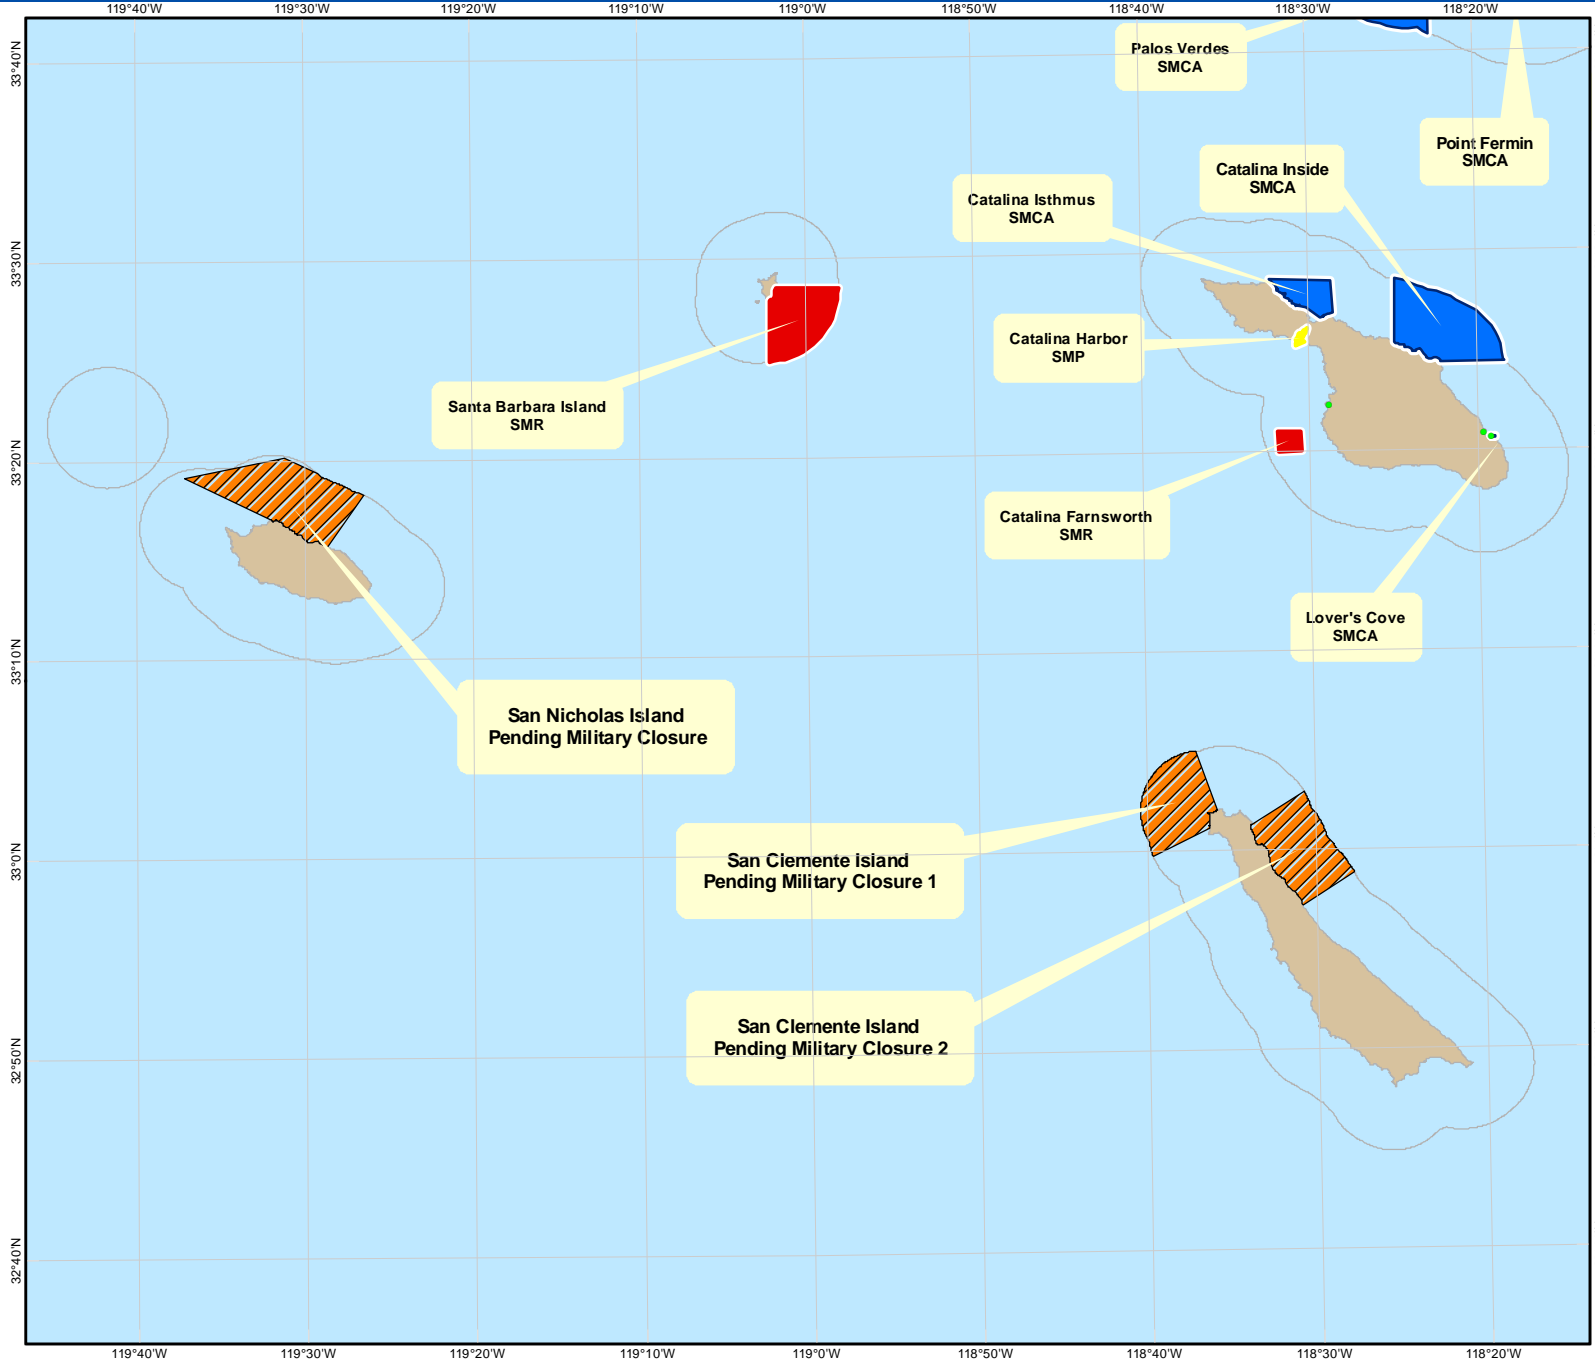 119°40'W 119°30'W 119°20'W 119°10'W 119°0'W 118°50'W 118°40'W 118°30'W 118°20'W
33°40'N
33°30'N
33°20'N
33°10'N
33°0'N
32°50'N
32°40'N
Palos Verdes
SMCA
Point Fermin
SMCA
Catalina Inside
SMCA
Catalina Isthmus
SMCA
Catalina Harbor
SMP
Santa Barbara Island
SMR
Catalina Farnsworth
SMR
Lover's Cove
SMCA
San Nicholas Island
Pending Military Closure
San Clemente Island
Pending Military Closure 1
San Clemente Island
Pending Military Closure 2
119°40'W 119°30'W 119°20'W 119°10'W 119°0'W 118°50'W 118°40'W 118°30'W 118°20'W